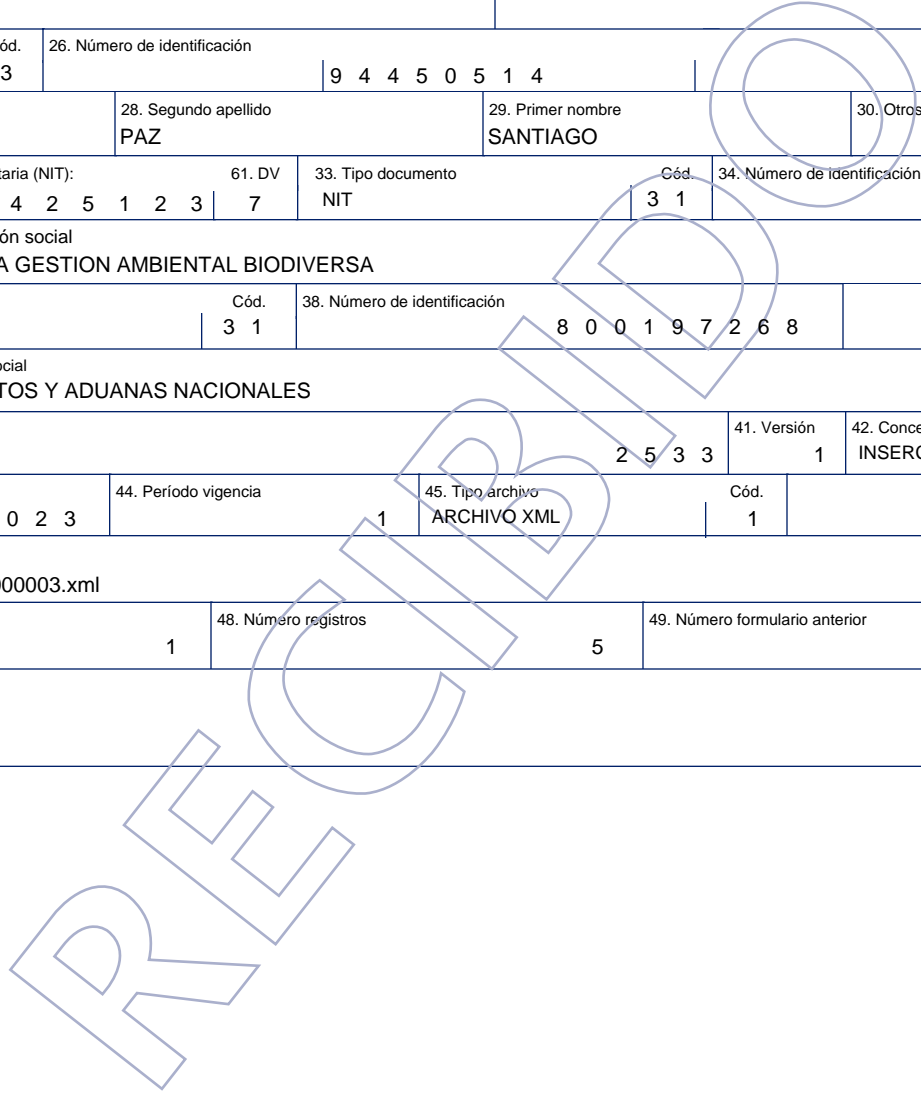 ód. 26. Número de identificación
3 9 4 4 5 0 5 1 4
28. Segundo apellido 29. Primer nombre 30. Otros
PAZ SANTIAGO
taria (NIT): 61. DV 33. Tipo documento Cód. 34. Número de identificación
4 2 5 1 2 3 7 NIT 3 1
ón social
A GESTION AMBIENTAL BIODIVERSA
Cód. 38. Número de identificación
3 1 8 0 0 1 9 7 2 6 8
ocial
TOS Y ADUANAS NACIONALES
41. Versión 42. Conce
2 5 3 3 1 INSERC
44. Período vigencia 45. Tipo archivo Cód.
0 2 3 1 ARCHIVO XML 1
000003.xml
48. Número registros 49. Número formulario anterior
1 5
RECIBIDO